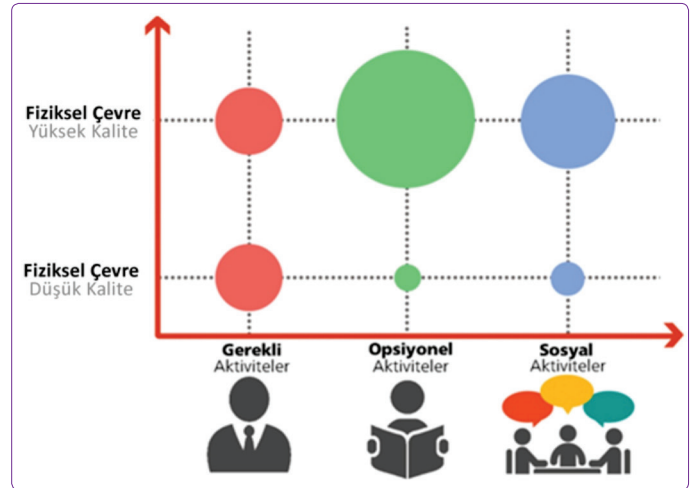 Fiziksel Çevre
Yüksek Kalite
Fiziksel Çevre
Düşük Kalite
Gerekli
Aktiviteler
Opsiyonel
Aktiviteler
Sosyal
Aktiviteler